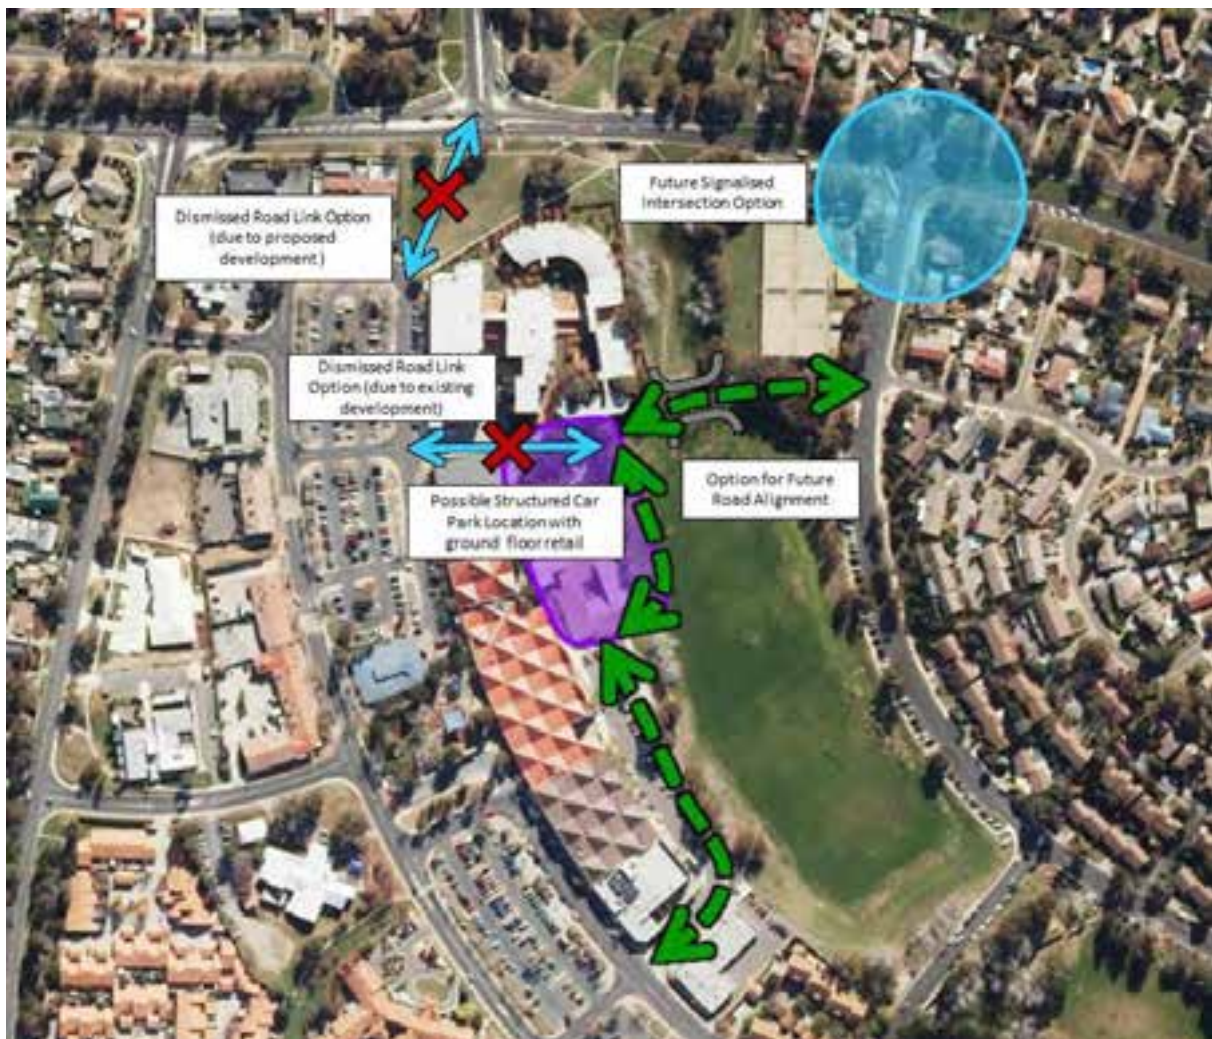 Future Signalised
Intersection Option
Dismissed Road Link Option
(due to proposed
development)
Dismissed Road Link
Option (due to existing
development)
Option for Future
Road Alignment
Possible Structured Car
Park Location with
ground floor retail